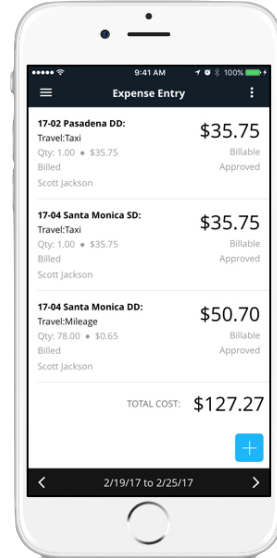 9:41 AM
100%
Expense Entry
17-02 Pasadena DD:
$35.75
Travel:Taxi
Qty: 1.00 • $35.75
Billable
Billed
Approved
Scott Jackson
17-04 Santa Monica SD:
$35.75
Travel:Taxi
Qty: 1.00 • $35.75
Billable
Billed
Approved
Scott Jackson
17-04 Santa Monica DD:
$50.70
Travel:Mileage
Qty: 78.00 • $0.65
Billable
Billed
Approved
Scott Jackson
TOTAL COST: $127.27
2/19/17 to 2/25/17